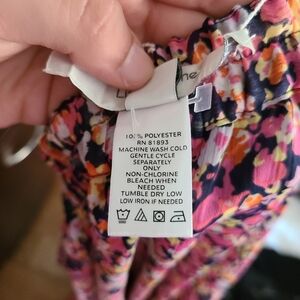 he
100% POLYESTER
RN 81893
MACHINE WASH COLD
GENTLE CYCLE
SEPARATELY
ONLY
NON-CHLORINE
BLEACH WHEN
NEEDED
TUMBLE DRY LOW
LOW IRON IF NEEDED